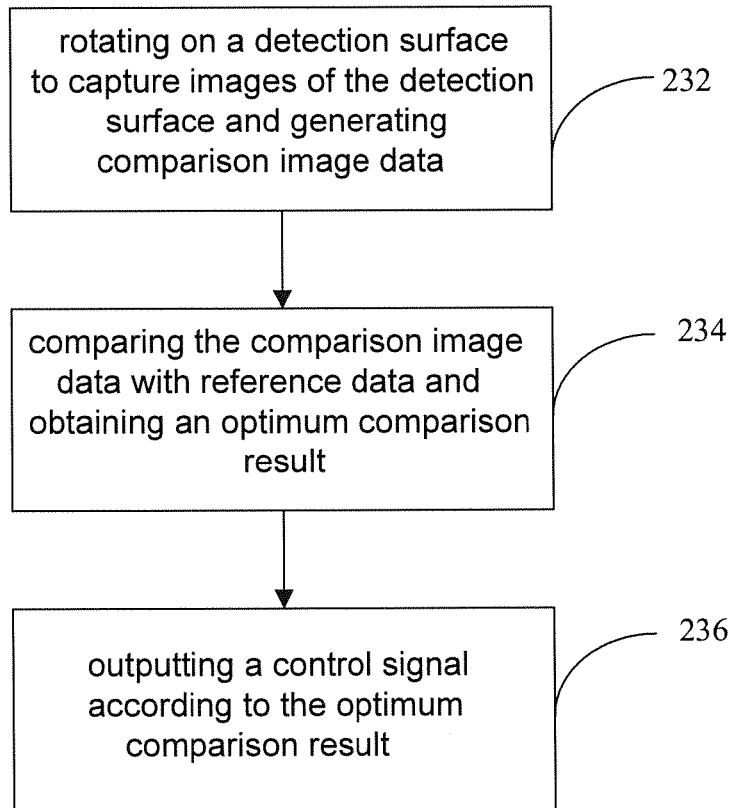 rotating on a detection surface
to capture images of the detection
surface and generating
comparison image data
232
comparing the comparison image
data with reference data and
obtaining an optimum comparison
result
234
outputting a control signal
according to the optimum
comparison result
236